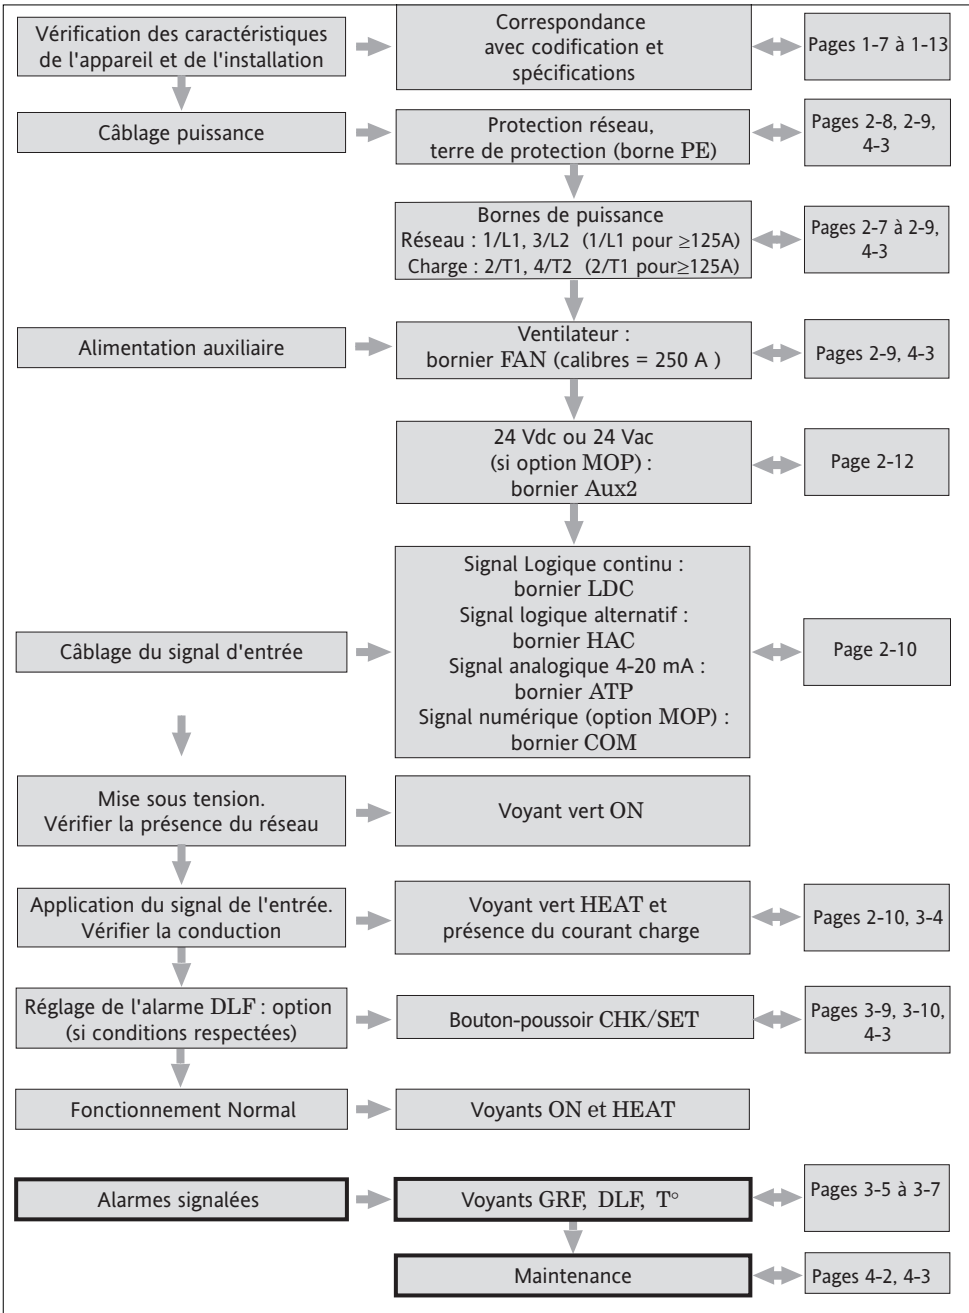 Vérification des caractéristiques
de l'appareil et de l'installation
Correspondance
avec codification et
spécifications
Pages 1-7 à 1-13
Câblage puissance
Protection réseau,
terre de protection (borne PE)
Pages 2-8, 2-9,
4-3
Bornes de puissance
Réseau : 1/L1, 3/L2 (1/L1 pour ≥125A)
Charge : 2/T1, 4/T2 (2/T1 pour≥125A)
Pages 2-7 à 2-9,
4-3
Alimentation auxiliaire
Ventilateur :
bornier FAN (calibres = 250 A )
Pages 2-9, 4-3
24 Vdc ou 24 Vac
(si option MOP) :
bornier Aux2
Page 2-12
Câblage du signal d'entrée
Signal Logique continu :
bornier LDC
Signal logique alternatif :
bornier HAC
Signal analogique 4-20 mA :
bornier ATP
Signal numérique (option MOP) :
bornier COM
Page 2-10
Mise sous tension.
Vérifier la présence du réseau
Voyant vert ON
Application du signal de l'entrée.
Vérifier la conduction
Voyant vert HEAT et
présence du courant charge
Pages 2-10, 3-4
Réglage de l'alarme DLF : option
(si conditions respectées)
Bouton-poussoir CHK/SET
Pages 3-9, 3-10,
4-3
Fonctionnement Normal
Voyants ON et HEAT
Alarmes signalées
Voyants GRF, DLF, T°
Pages 3-5 à 3-7
Maintenance
Pages 4-2, 4-3